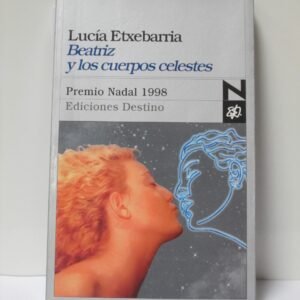 Lucía Etxebarria
Beatriz
y los cuerpos celestes
Premio Nadal 1998
Ediciones Destino
N